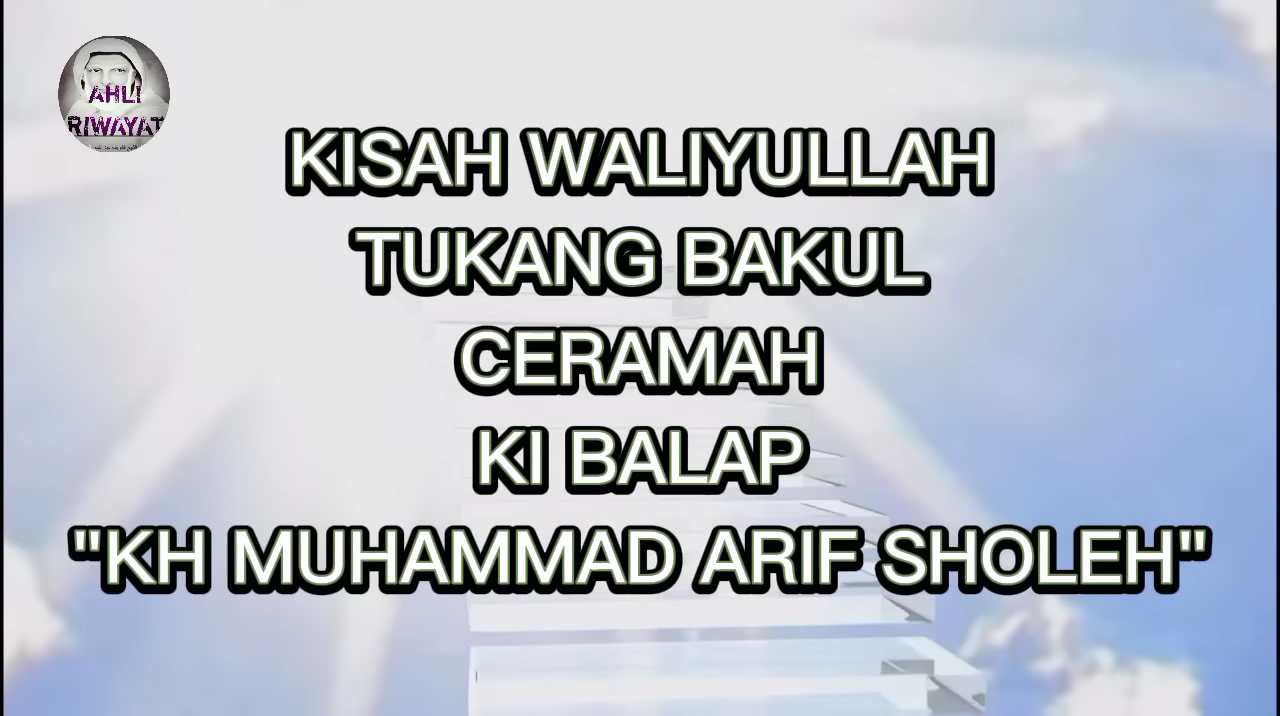 AHLI
RIWAYAT
KISAH WALIYULLAH
TUKANG BAKUL
CERAMAH
KI BALAP
"KH MUHAMMAD ARIF SHOLEH"